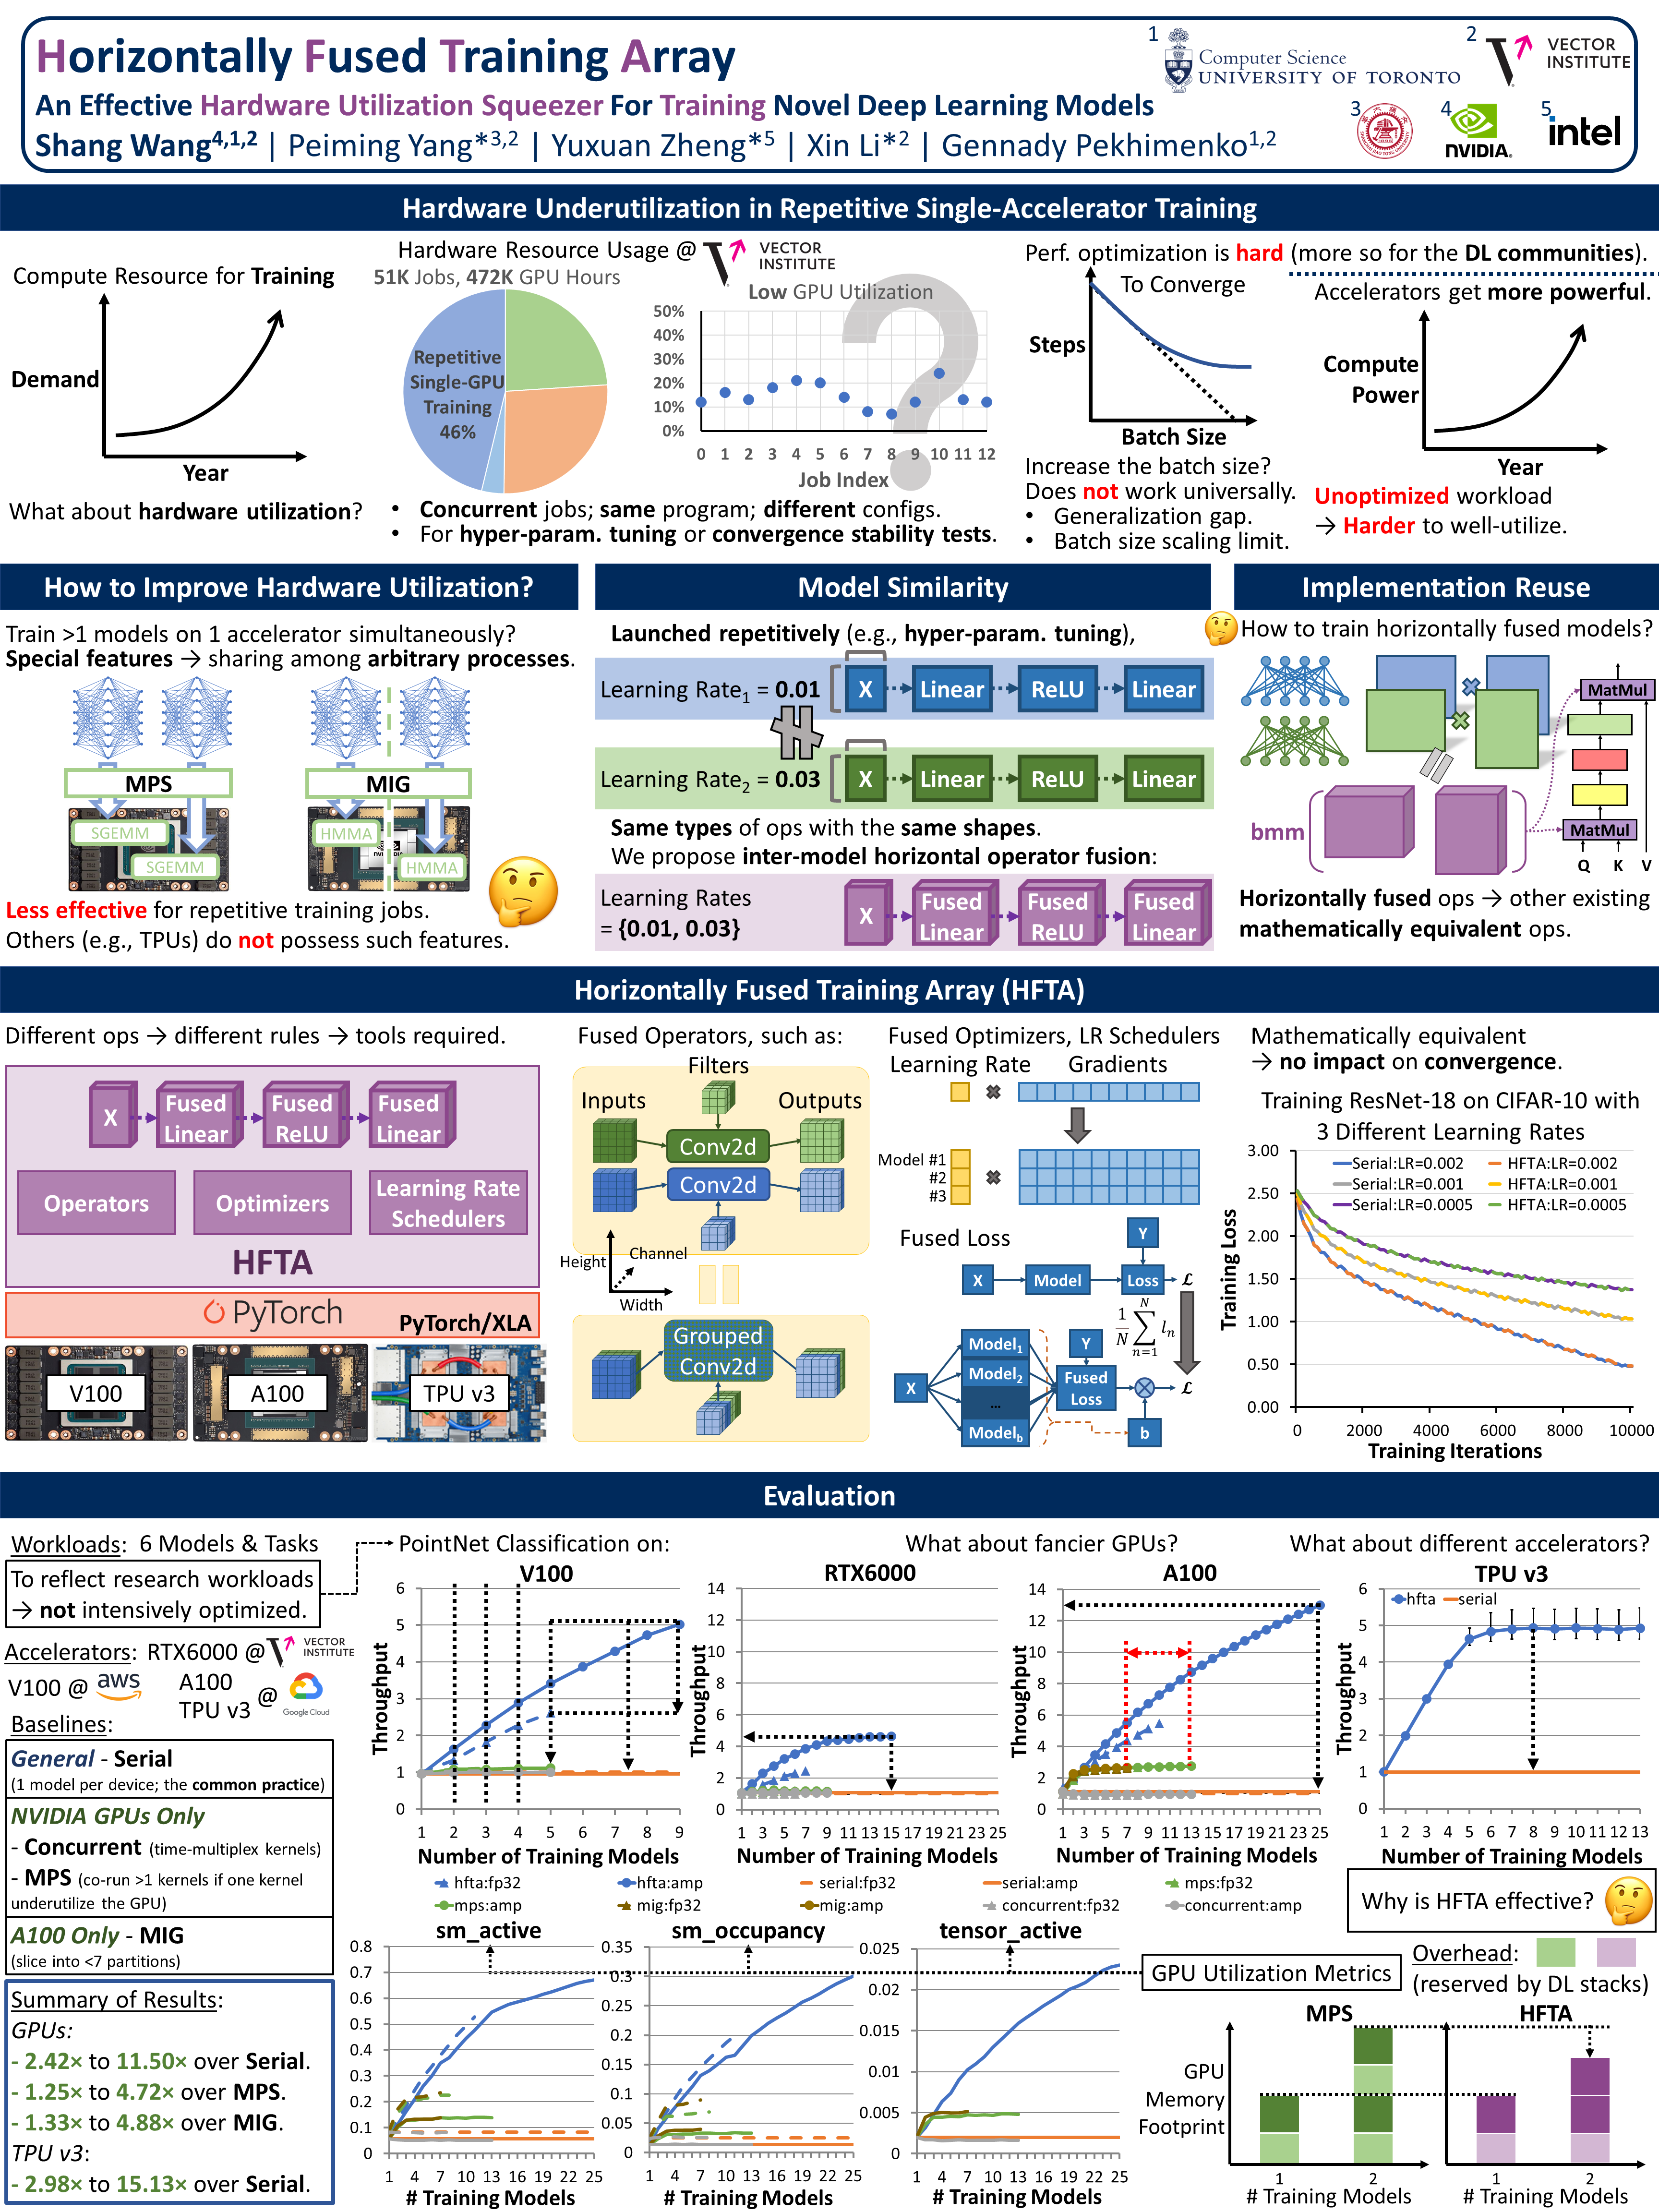 Horizontally Fused Training Array
An Effective Hardware Utilization Squeezer For Training Novel Deep Learning Models
Shang Wang4,1,2 | Peiming Yang*3,2 | Yuxuan Zheng*5 | Xin Li*2 | Gennady Pekhimenko1,2
1
Computer Science
UNIVERSITY OF TORONTO
2
VECTOR
INSTITUTE
3
4
NVIDIA.
5
intel
Hardware Underutilization in Repetitive Single-Accelerator Training
Compute Resource for Training
Demand
Year
What about hardware utilization?
Hardware Resource Usage @
VECTOR
INSTITUTE
51K Jobs, 472K GPU Hours
Repetitive
Single-GPU
Training
46%
Low GPU Utilization
50%
40%
30%
20%
10%
0%
0 1 2 3 4 5 6 7 8 9 10 11 12
Job Index
?
• Concurrent jobs; same program; different configs.
• For hyper-param. tuning or convergence stability tests.
Perf. optimization is hard (more so for the DL communities).
To Converge
Steps
Batch Size
Increase the batch size?
Does not work universally.
• Generalization gap.
• Batch size scaling limit.
Accelerators get more powerful.
Compute
Power
Year
Unoptimized workload
→ Harder to well-utilize.
How to Improve Hardware Utilization?
Train >1 models on 1 accelerator simultaneously?
Special features → sharing among arbitrary processes.
MPS
SGEMM
SGEMM
MIG
HMMA
HMMA
Less effective for repetitive training jobs.
Others (e.g., TPUs) do not possess such features.
Model Similarity
Launched repetitively (e.g., hyper-param. tuning),
Learning Rate1 = 0.01 X Linear ReLU Linear
Learning Rate2 = 0.03 X Linear ReLU Linear
Same types of ops with the same shapes.
We propose inter-model horizontal operator fusion:
Learning Rates
= {0.01, 0.03}
X
Fused Linear
Fused ReLU
Fused Linear
Implementation Reuse
How to train horizontally fused models?
bmm
MatMul
MatMul
Q K V
Horizontally fused ops → other existing
mathematically equivalent ops.
Horizontally Fused Training Array (HFTA)
Different ops → different rules → tools required.
X
Fused Linear
Fused ReLU
Fused Linear
Operators
Optimizers
Learning Rate
Schedulers
HFTA
PyTorch
PyTorch/XLA
V100
A100
TPU v3
Fused Operators, such as:
Filters
Inputs
Outputs
Conv2d
Conv2d
Height
Channel
Width
Grouped
Conv2d
Fused Optimizers, LR Schedulers
Learning Rate
Gradients
Model #1
#2
#3
Fused Loss
Y
X Model Loss ℒ
1/N ∑ n=1 N ln
Model1
Model2
...
Modelb
X
Y
Fused
Loss
ℒ
b
Mathematically equivalent
→ no impact on convergence.
Training ResNet-18 on CIFAR-10 with
3 Different Learning Rates
Serial:LR=0.002 HFTA:LR=0.002
Serial:LR=0.001 HFTA:LR=0.001
Serial:LR=0.0005 HFTA:LR=0.0005
Training Loss
3.00
2.50
2.00
1.50
1.00
0.50
0.00
0 2000 4000 6000 8000 10000
Training Iterations
Evaluation
Workloads: 6 Models & Tasks
To reflect research workloads
→ not intensively optimized.
Accelerators: RTX6000 @
VECTOR
INSTITUTE
V100 @ aws
A100
TPU v3 @
Google Cloud
Baselines:
General - Serial
(1 model per device; the common practice)
NVIDIA GPUs Only
- Concurrent (time-multiplex kernels)
- MPS (co-run >1 kernels if one kernel
underutilize the GPU)
A100 Only - MIG
(slice into <7 partitions)
Summary of Results:
GPUs:
- 2.42× to 11.50× over Serial.
- 1.25× to 4.72× over MPS.
- 1.33× to 4.88× over MIG.
TPU v3:
- 2.98× to 15.13× over Serial.
PointNet Classification on:
V100
Throughput
6
5
4
3
2
1
0
1 2 3 4 5 6 7 8 9
Number of Training Models
What about fancier GPUs?
RTX6000
Throughput
14
12
10
8
6
4
2
0
1 3 5 7 9 11 13 15 17 19 21 23 25
Number of Training Models
A100
Throughput
14
12
10
8
6
4
2
0
1 3 5 7 9 11 13 15 17 19 21 23 25
Number of Training Models
What about different accelerators?
TPU v3
hfta serial
Throughput
6
5
4
3
2
1
0
1 2 3 4 5 6 7 8 9 10 11 12 13
Number of Training Models
hfta:fp32 hfta:amp serial:fp32 serial:amp mps:fp32
mps:amp mig:fp32 mig:amp concurrent:fp32 concurrent:amp
sm_active
0.8
0.7
0.6
0.5
0.4
0.3
0.2
0.1
0
1 4 7 10 13 16 19 22 25
# Training Models
sm_occupancy
0.35
0.3
0.25
0.2
0.15
0.1
0.05
0
1 4 7 10 13 16 19 22 25
# Training Models
tensor_active
0.025
0.02
0.015
0.01
0.005
0
1 4 7 10 13 16 19 22 25
# Training Models
Why is HFTA effective?
GPU Utilization Metrics
Overhead:
(reserved by DL stacks)
MPS
HFTA
GPU
Memory
Footprint
1 2
# Training Models
1 2
# Training Models